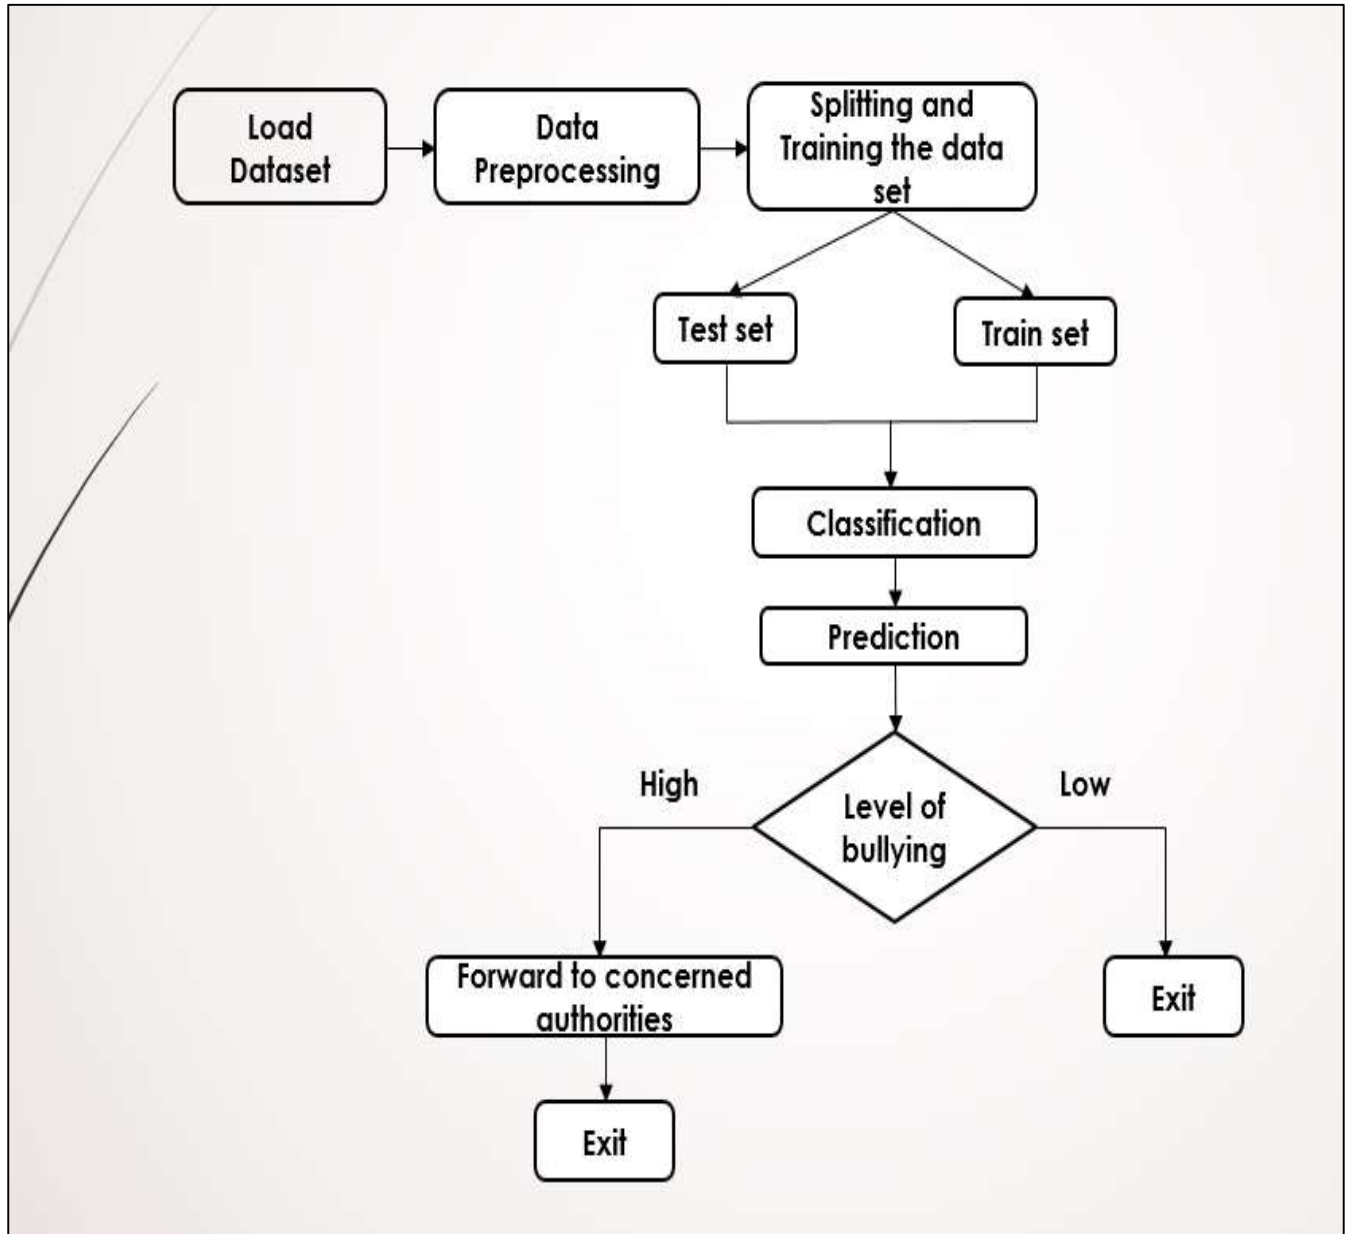 Load
Dataset
Data
Preprocessing
Splitting and
Training the data
set
Test set
Train set
Classification
Prediction
High
Low
Level of
bullying
Forward to concerned
authorities
Exit
Exit